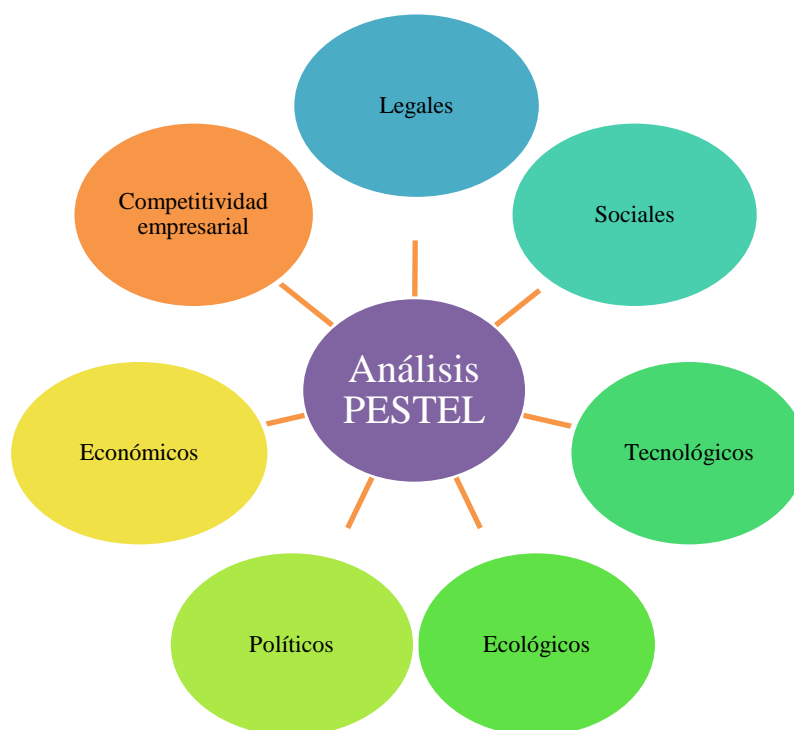 Legales
Competitividad
empresarial
Sociales
Análisis
PESTEL
Económicos
Tecnológicos
Políticos
Ecológicos